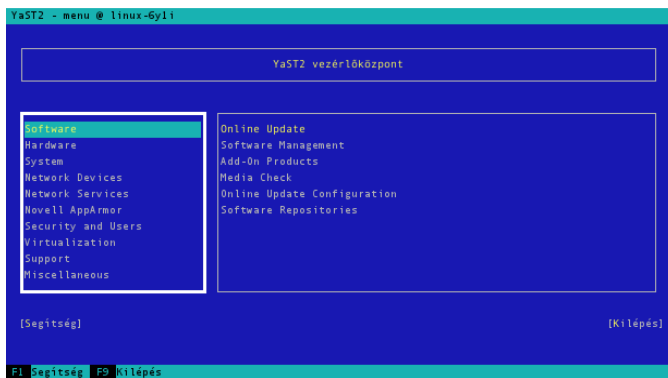 YaST2 - menu @ linux-6yli
YaST2 vezérlőközpont
Software
Hardware
System
Network Devices
Network Services
Novell AppArmor
Security and Users
Virtualization
Support
Miscellaneous
Online Update
Software Management
Add-On Products
Media Check
Online Update Configuration
Software Repositories
[Segítség] [Kilépés]
F1 Segítség F9 Kilépés